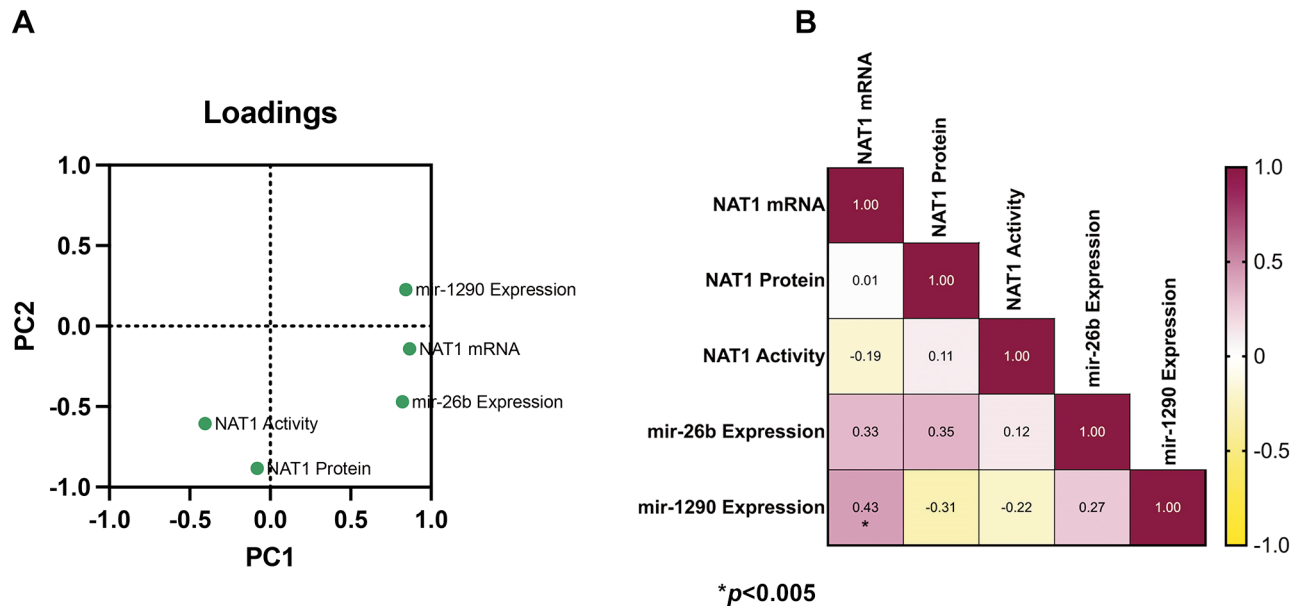 A
Loadings
PC2
1.0
0.5
0.0
-0.5
-1.0
mir-1290 Expression
NAT1 mRNA
mir-26b Expression
NAT1 Activity
NAT1 Protein
-1.0 -0.5 0.0 0.5 1.0
PC1
B
NAT1 mRNA
NAT1 Protein
NAT1 Activity
mir-26b Expression
mir-1290 Expression
NAT1 mRNA 1.00
NAT1 Protein 0.01 1.00
NAT1 Activity -0.19 0.11 1.00
mir-26b Expression 0.33 0.35 0.12 1.00
mir-1290 Expression 0.43 -0.31 -0.22 0.27 1.00
*
1.0
0.5
0
-0.5
-1.0
*p<0.005